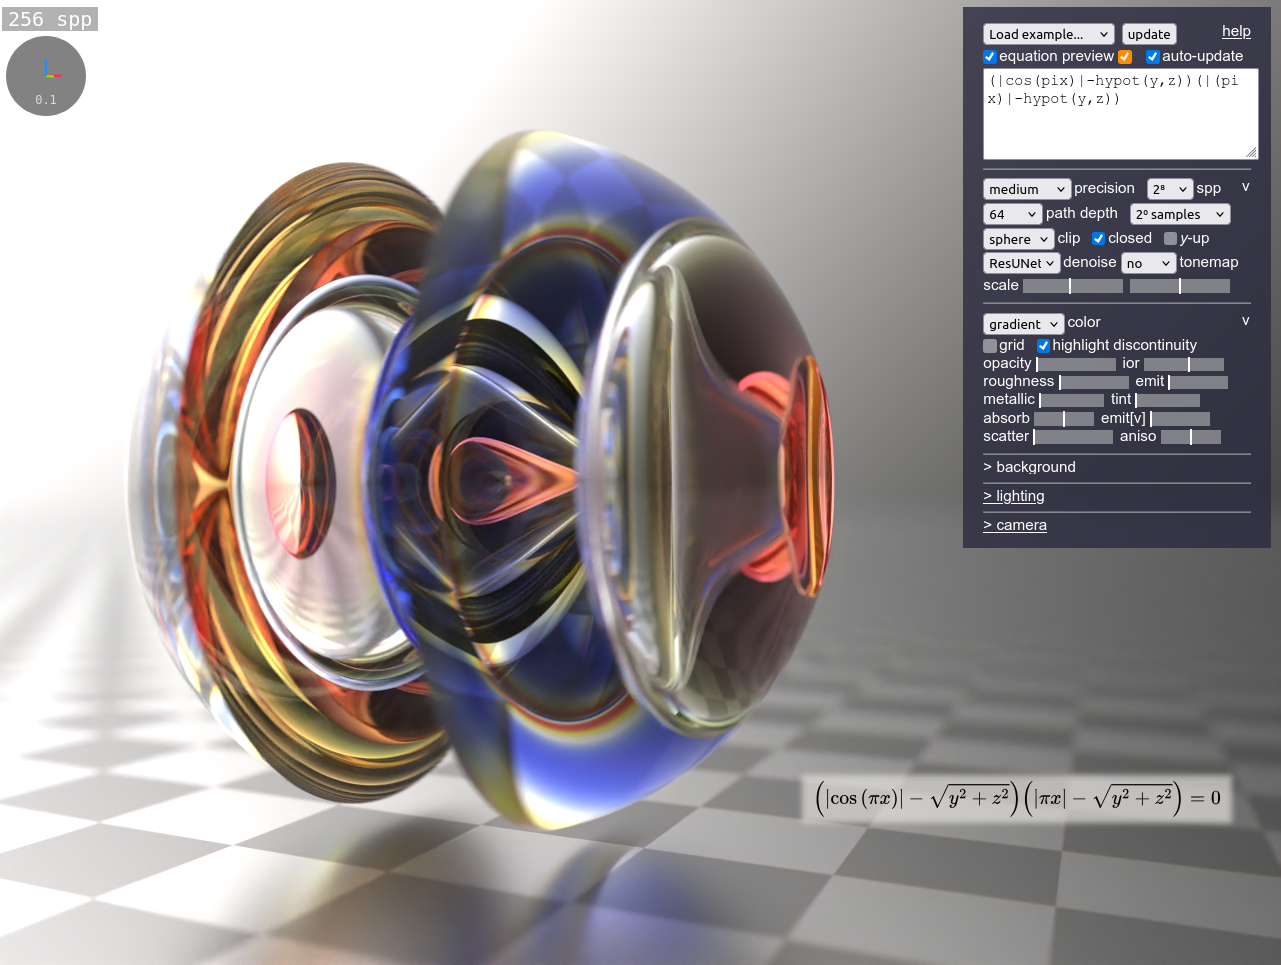 256 spp
0.1
Load example... update help
equation preview auto-update
(|cos(pix)|-hypot(y,z))(|(pi
x)|-hypot(y,z))
medium precision 2⁸ spp v
64 path depth 2⁰ samples
sphere clip closed y-up
ResUNet denoise no tonemap
scale
gradient color v
grid highlight discontinuity
opacity ior
roughness emit
metallic tint
absorb emit[v]
scatter aniso
> background
> lighting
> camera
(|cos (πx)| − √(y² + z²)) (|πx| − √(y² + z²)) = 0